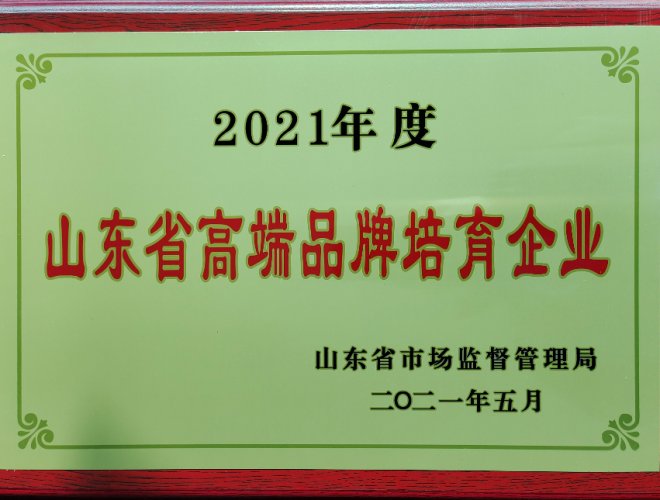 2021年度
山东省高端品牌培育企业
山东省市场监督管理局
二〇二一年五月